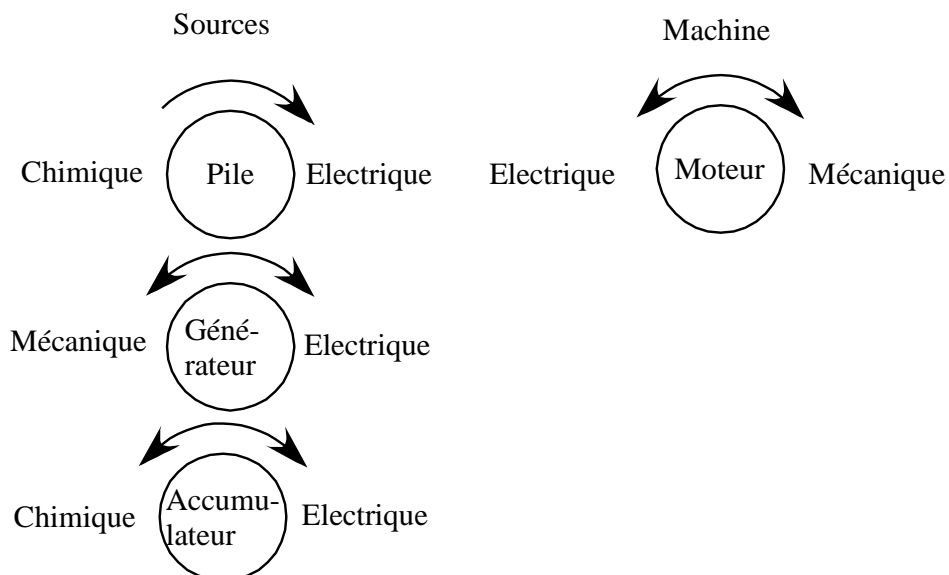 Sources
Machine
Chimique
Pile
Electrique
Electrique
Moteur
Mécanique
Mécanique
Géné-
rateur
Electrique
Chimique
Accumu-
lateur
Electrique